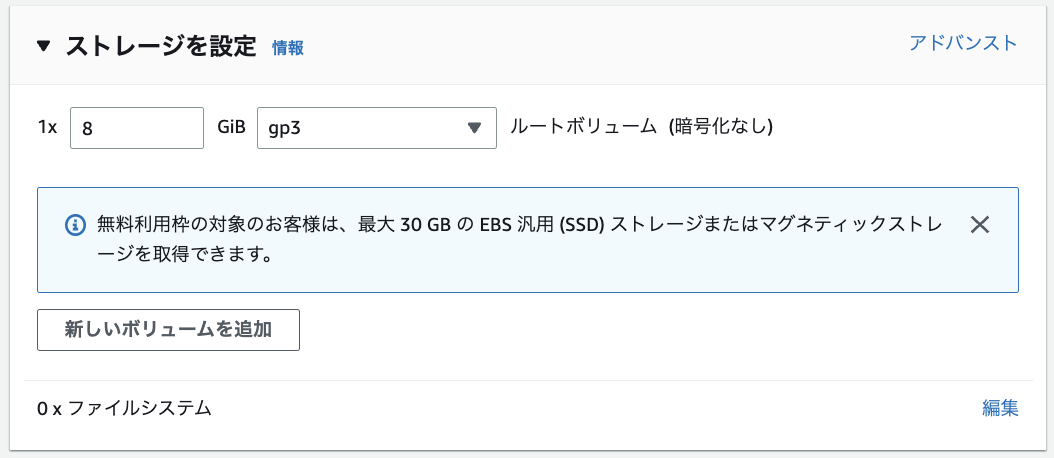 ▼ ストレージを設定 情報 アドバンスト
1x 8 GiB gp3 ▼ ルートボリューム (暗号化なし)
無料利用枠の対象のお客様は、最大 30 GB の EBS 汎用 (SSD) ストレージまたはマグネティックストレ
ージを取得できます。
新しいボリュームを追加
0 x ファイルシステム 編集